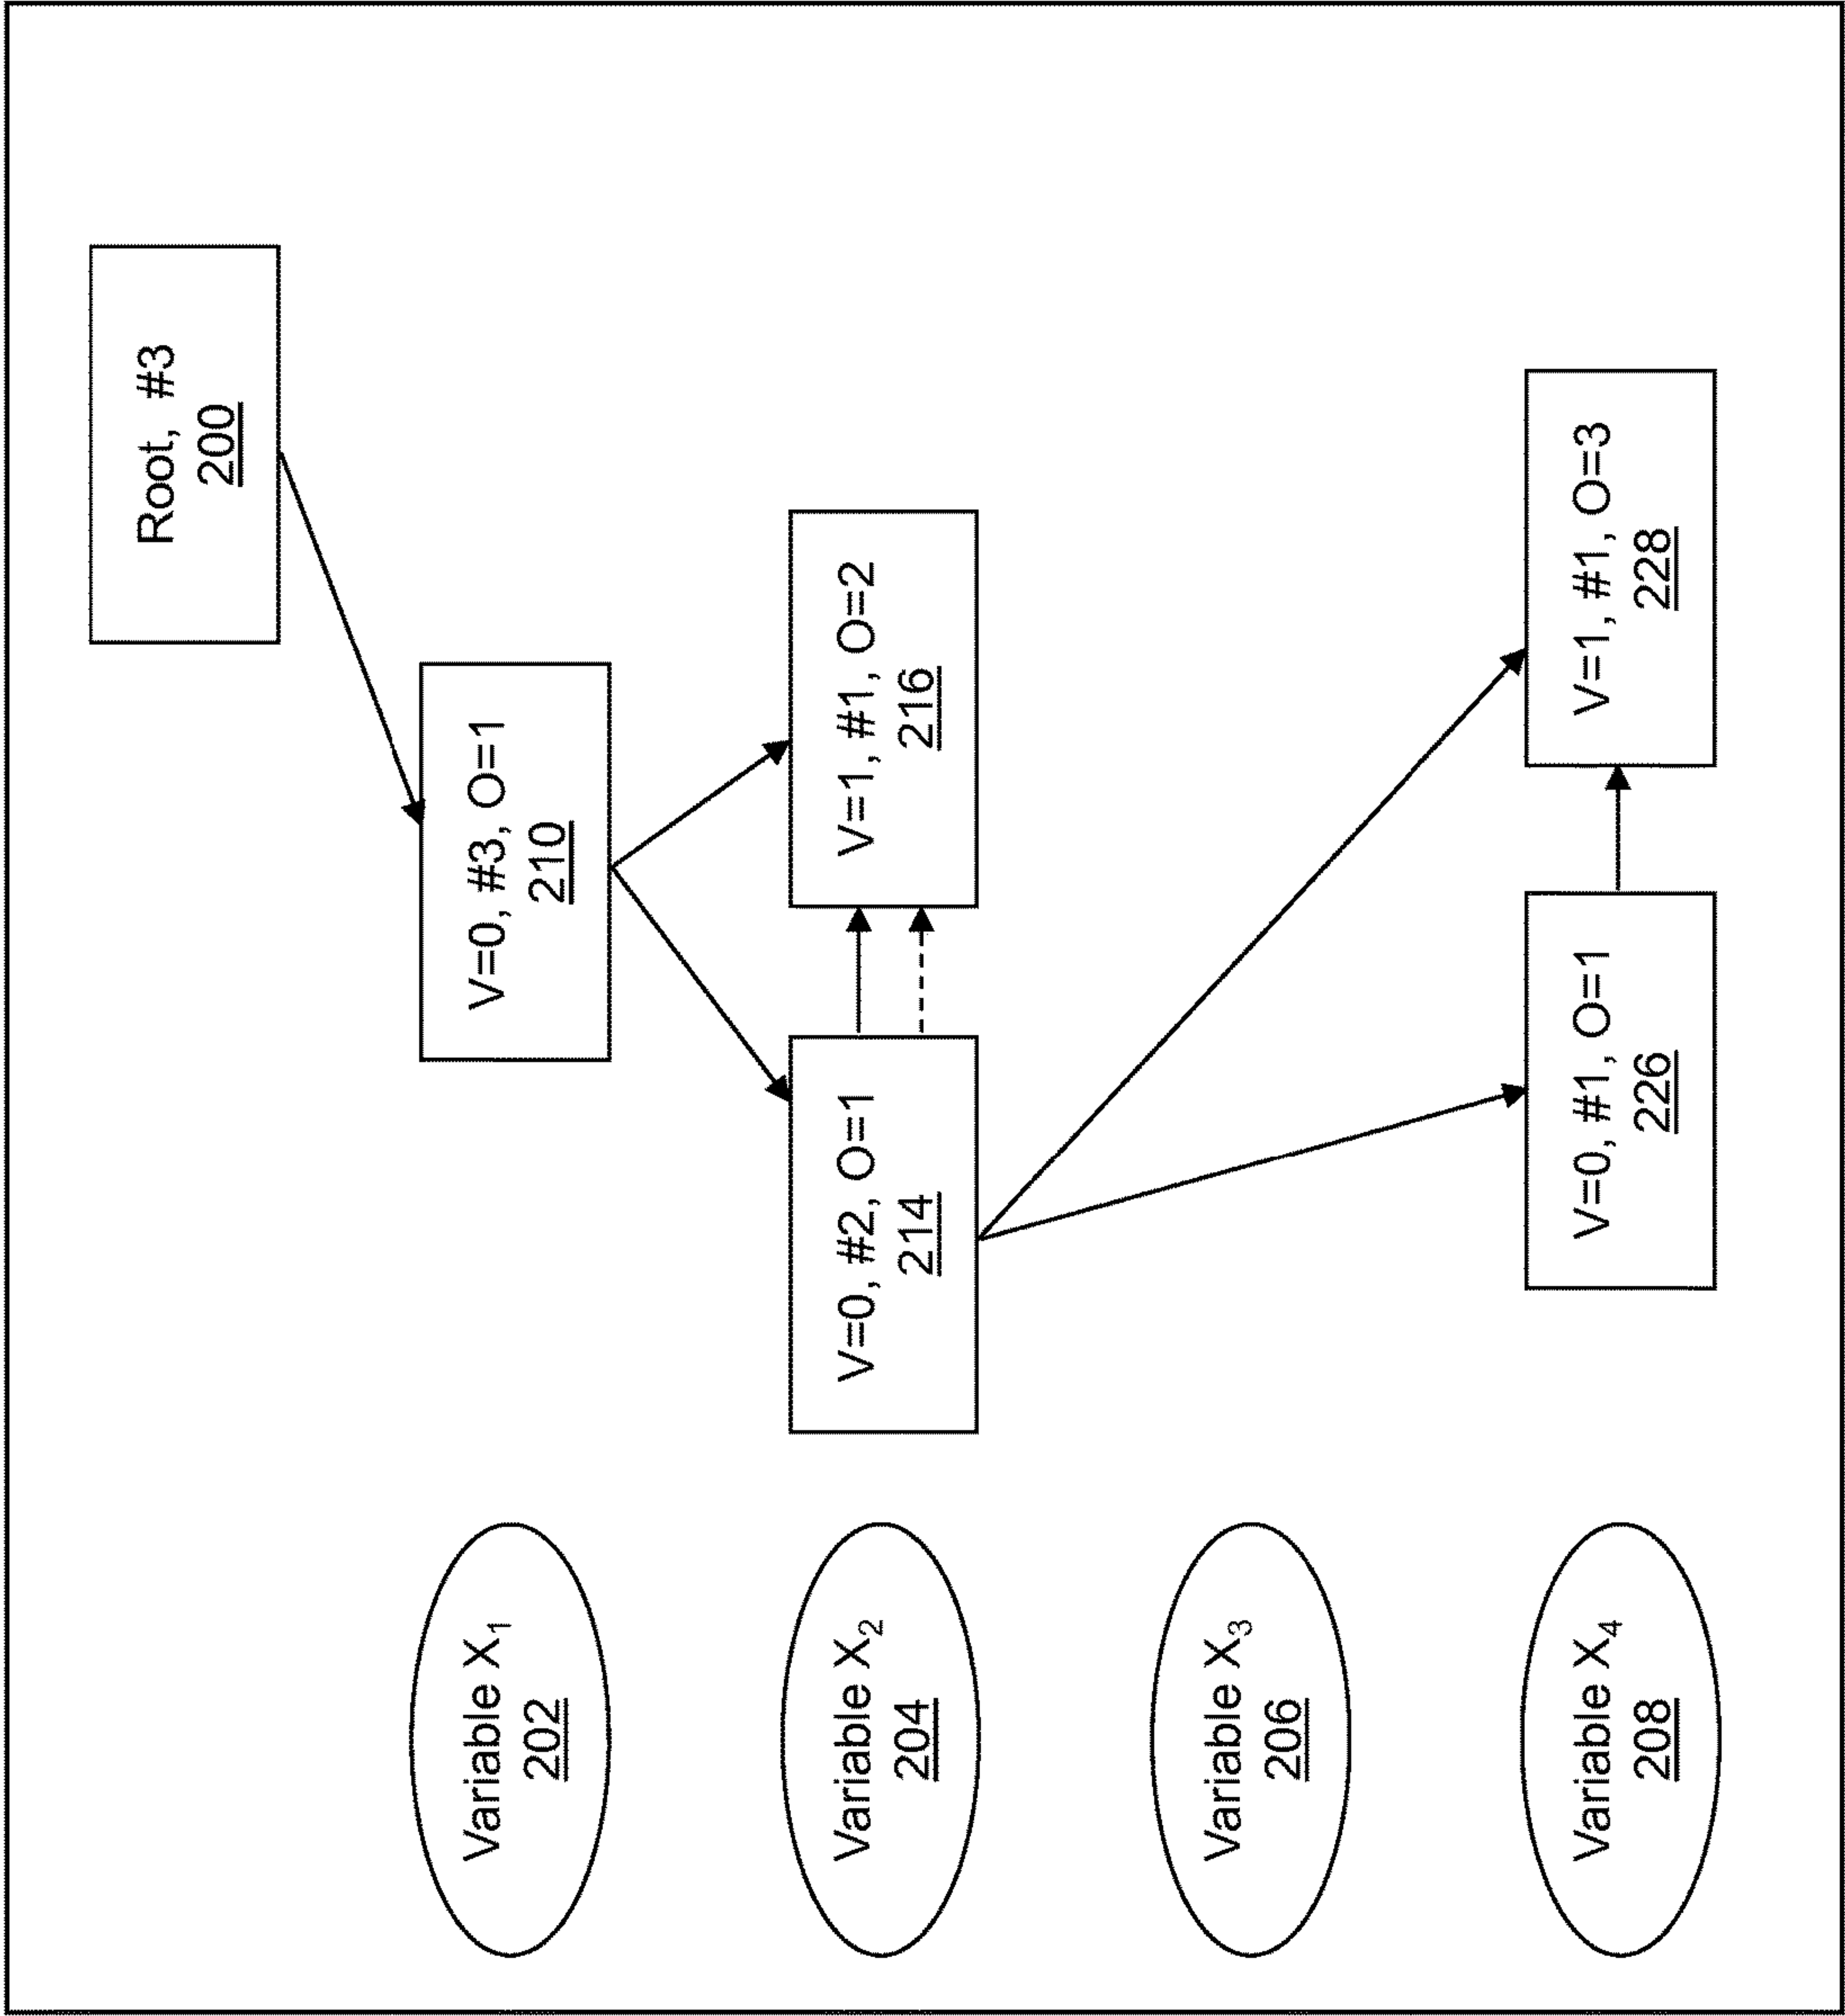 Root, #3
200
Variable X₁
202
V=0, #3, O=1
210
Variable X₂
204
V=0, #2, O=1
214
V=1, #1, O=2
216
Variable X₃
206
Variable X₄
208
V=0, #1, O=1
226
V=1, #1, O=3
228